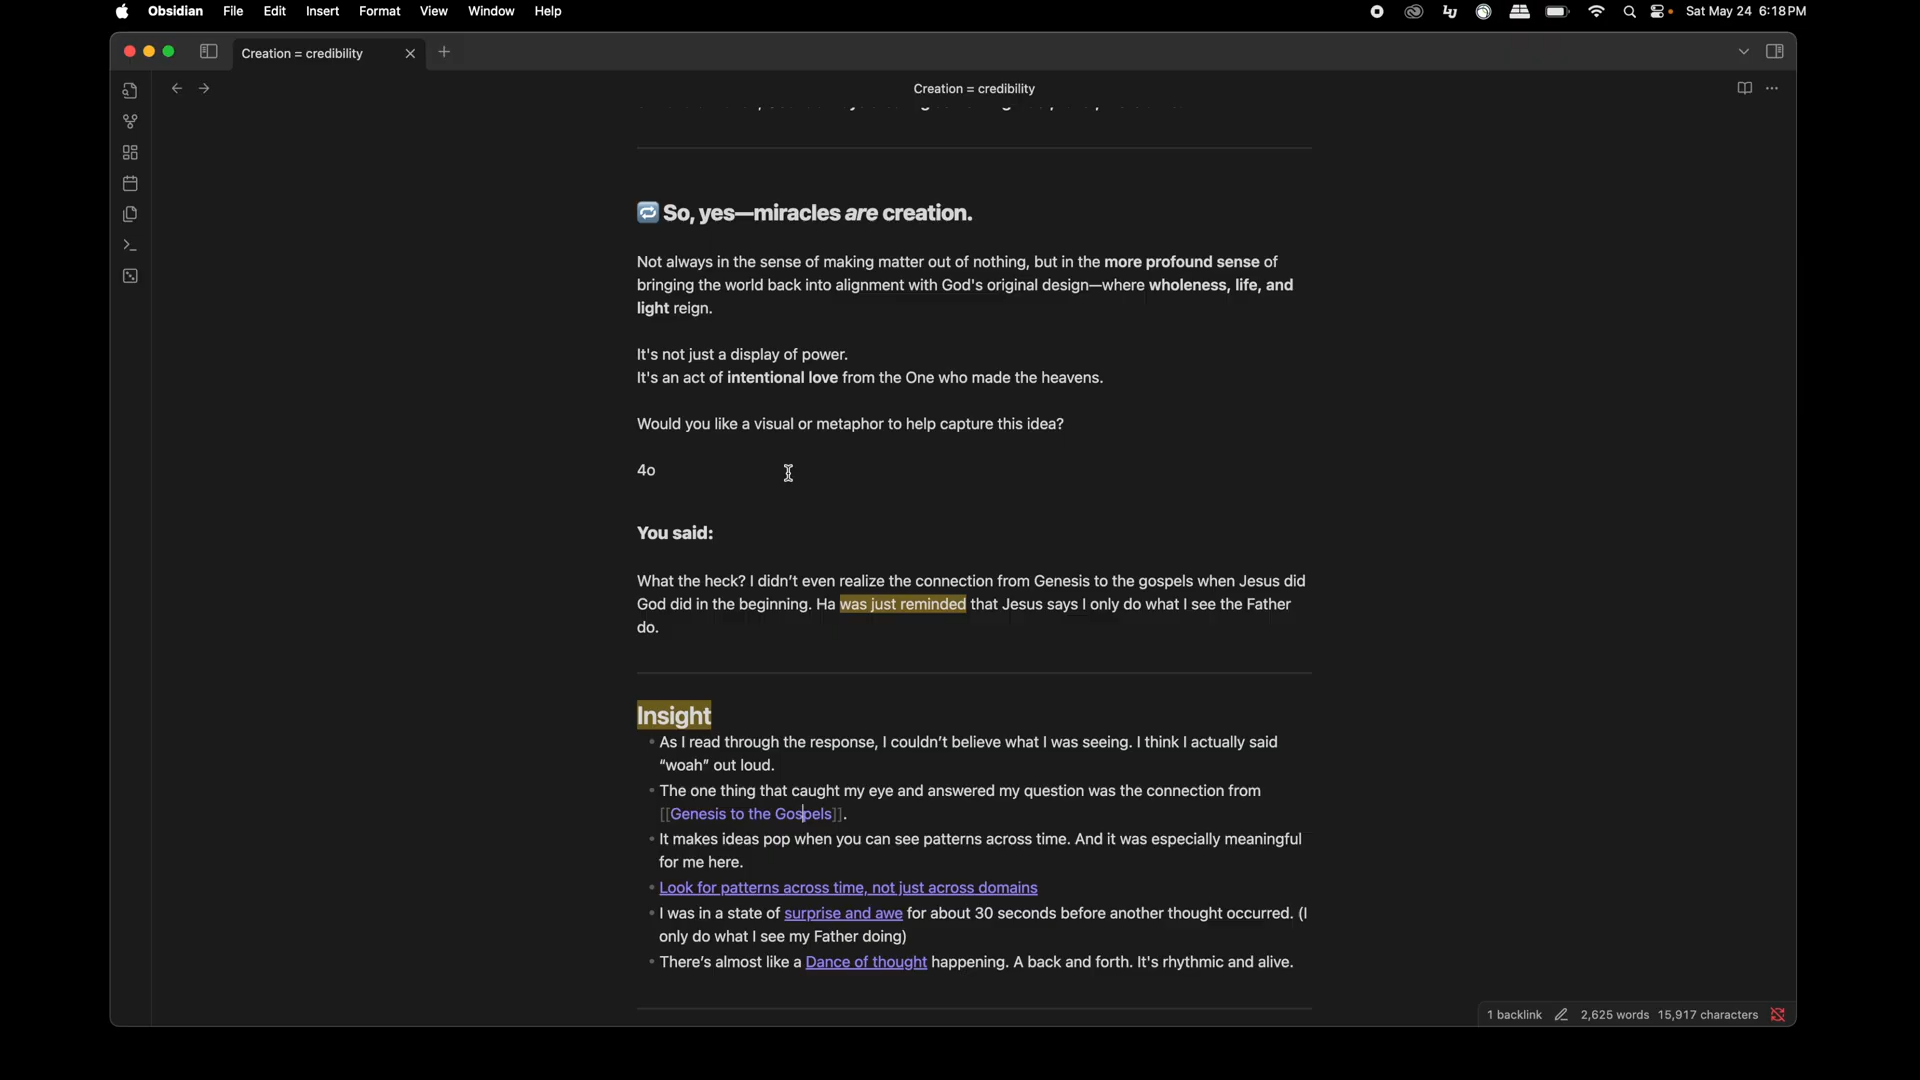 Obsidian File Edit Insert Format View Window Help Sat May 24 6:18 PM
Creation = credibility
Creation = credibility
So, yes—miracles are creation.
Not always in the sense of making matter out of nothing, but in the more profound sense of
bringing the world back into alignment with God's original design—where wholeness, life, and
light reign.
It's not just a display of power.
It's an act of intentional love from the One who made the heavens.
Would you like a visual or metaphor to help capture this idea?
4o
You said:
What the heck? I didn’t even realize the connection from Genesis to the gospels when Jesus did
God did in the beginning. Ha was just reminded that Jesus says I only do what I see the Father
do.
Insight
As I read through the response, I couldn’t believe what I was seeing. I think I actually said
“woah” out loud.
The one thing that caught my eye and answered my question was the connection from
[[Genesis to the Gospels]].
It makes ideas pop when you can see patterns across time. And it was especially meaningful
for me here.
Look for patterns across time, not just across domains
I was in a state of surprise and awe for about 30 seconds before another thought occurred. (I
only do what I see my Father doing)
There’s almost like a Dance of thought happening. A back and forth. It's rhythmic and alive.
1 backlink 2,625 words 15,917 characters